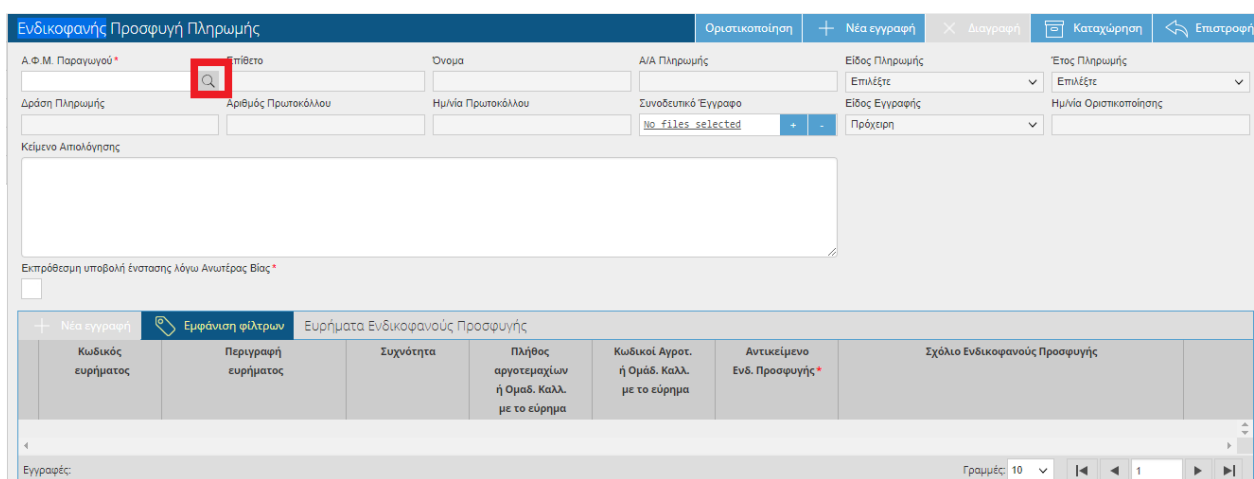 Ενδικοφανής Προσφυγή Πληρωμής Οριστικοποίηση Νέα εγγραφή Διαγραφή Καταχώρηση Επιστροφή
Α.Φ.Μ. Παραγωγού* Επίθετο Όνομα Α/Α Πληρωμής Είδος Πληρωμής Έτος Πληρωμής
Επιλέξτε Επιλέξτε
Δράση Πληρωμής Αριθμός Πρωτοκόλλου Ημ/νία Πρωτοκόλλου Συνοδευτικό Έγγραφο Είδος Εγγραφής Ημ/νία Οριστικοποίησης
No files selected + - Πρόχειρη
Κείμενο Αιτιολόγησης
Εκπρόθεσμη υποβολή ένστασης λόγω Ανωτέρας Βίας*
Νέα εγγραφή Εμφάνιση φίλτρων Ευρήματα Ενδικοφανούς Προσφυγής
Κωδικός Περιγραφή Συχνότητα Πλήθος Κωδικοί Αγροτ. Αντικείμενο Σχόλιο Ενδικοφανούς Προσφυγής
ευρήματος ευρήματος αγροτεμαχίων ή Ομάδ. Καλλ. Ενδ. Προσφυγής*
ή Ομαδ. Καλλ. με το εύρημα
με το εύρημα
Εγγραφές: Γραμμές: 10 1